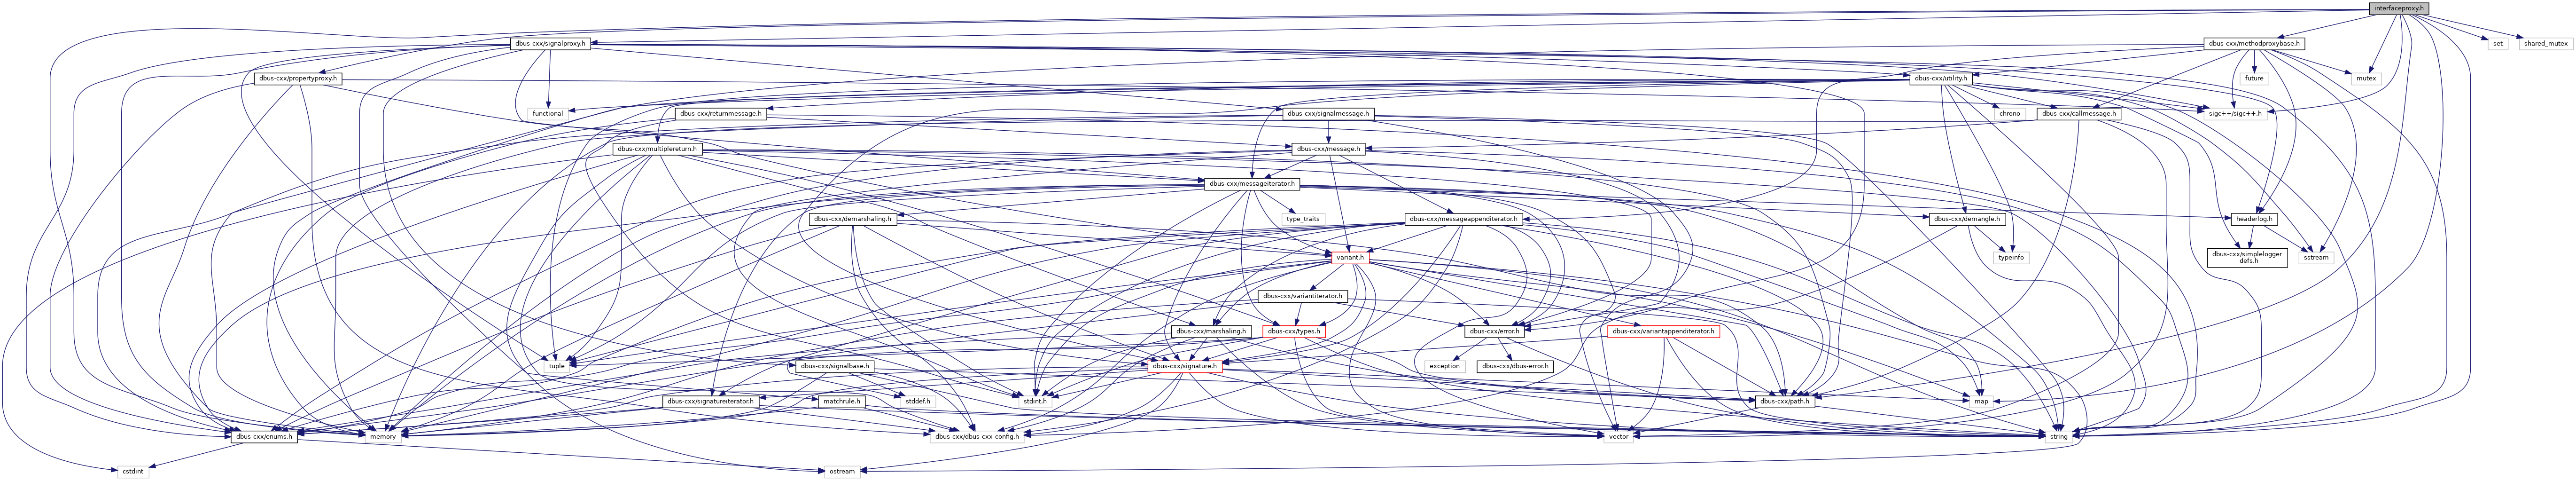 interfaceproxy.h
dbus-cxx/signalproxy.h
dbus-cxx/methodproxybase.h
set
shared_mutex
dbus-cxx/propertyproxy.h
dbus-cxx/utility.h
future
mutex
functional
dbus-cxx/returnmessage.h
dbus-cxx/signalmessage.h
chrono
dbus-cxx/callmessage.h
sigc++/sigc++.h
dbus-cxx/multiplereturn.h
dbus-cxx/message.h
dbus-cxx/messageiterator.h
dbus-cxx/demarshaling.h
type_traits
dbus-cxx/messageappenditerator.h
dbus-cxx/demangle.h
headerlog.h
variant.h
typeinfo
dbus-cxx/simplelogger
_defs.h
sstream
dbus-cxx/variantiterator.h
dbus-cxx/marshaling.h
dbus-cxx/types.h
dbus-cxx/error.h
dbus-cxx/variantappenditerator.h
tuple
dbus-cxx/signalbase.h
dbus-cxx/signature.h
exception
dbus-cxx/dbus-error.h
dbus-cxx/signatureiterator.h
matchrule.h
stddef.h
stdint.h
dbus-cxx/path.h
map
dbus-cxx/enums.h
memory
dbus-cxx/dbus-cxx-config.h
vector
string
cstdint
ostream